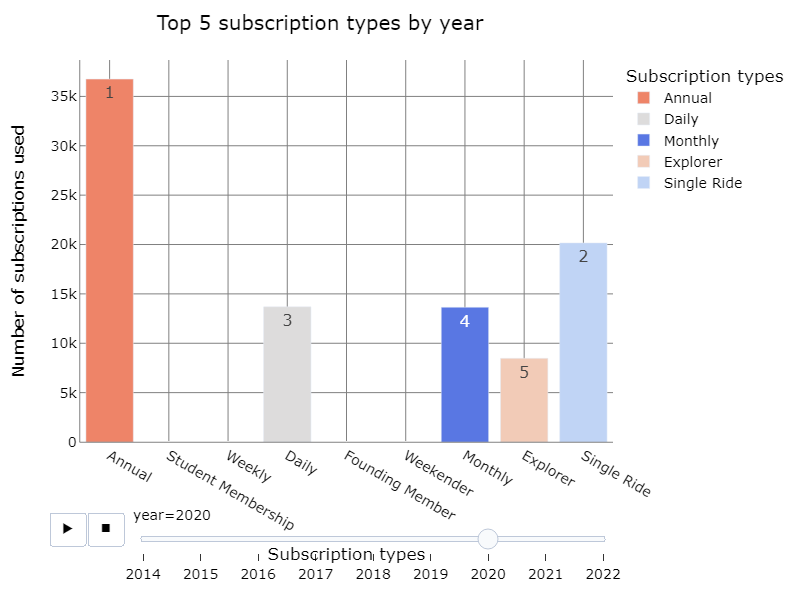 Top 5 subscription types by year
Number of subscriptions used
35k
30k
25k
20k
15k
10k
5k
0
1
3
4
5
2
Subscription types
Annual
Daily
Monthly
Explorer
Single Ride
Annual
Student Membership
Weekly
Daily
Founding Member
Weekender
Monthly
Explorer
Single Ride
year=2020
Subscription types
2014 2015 2016 2017 2018 2019 2020 2021 2022